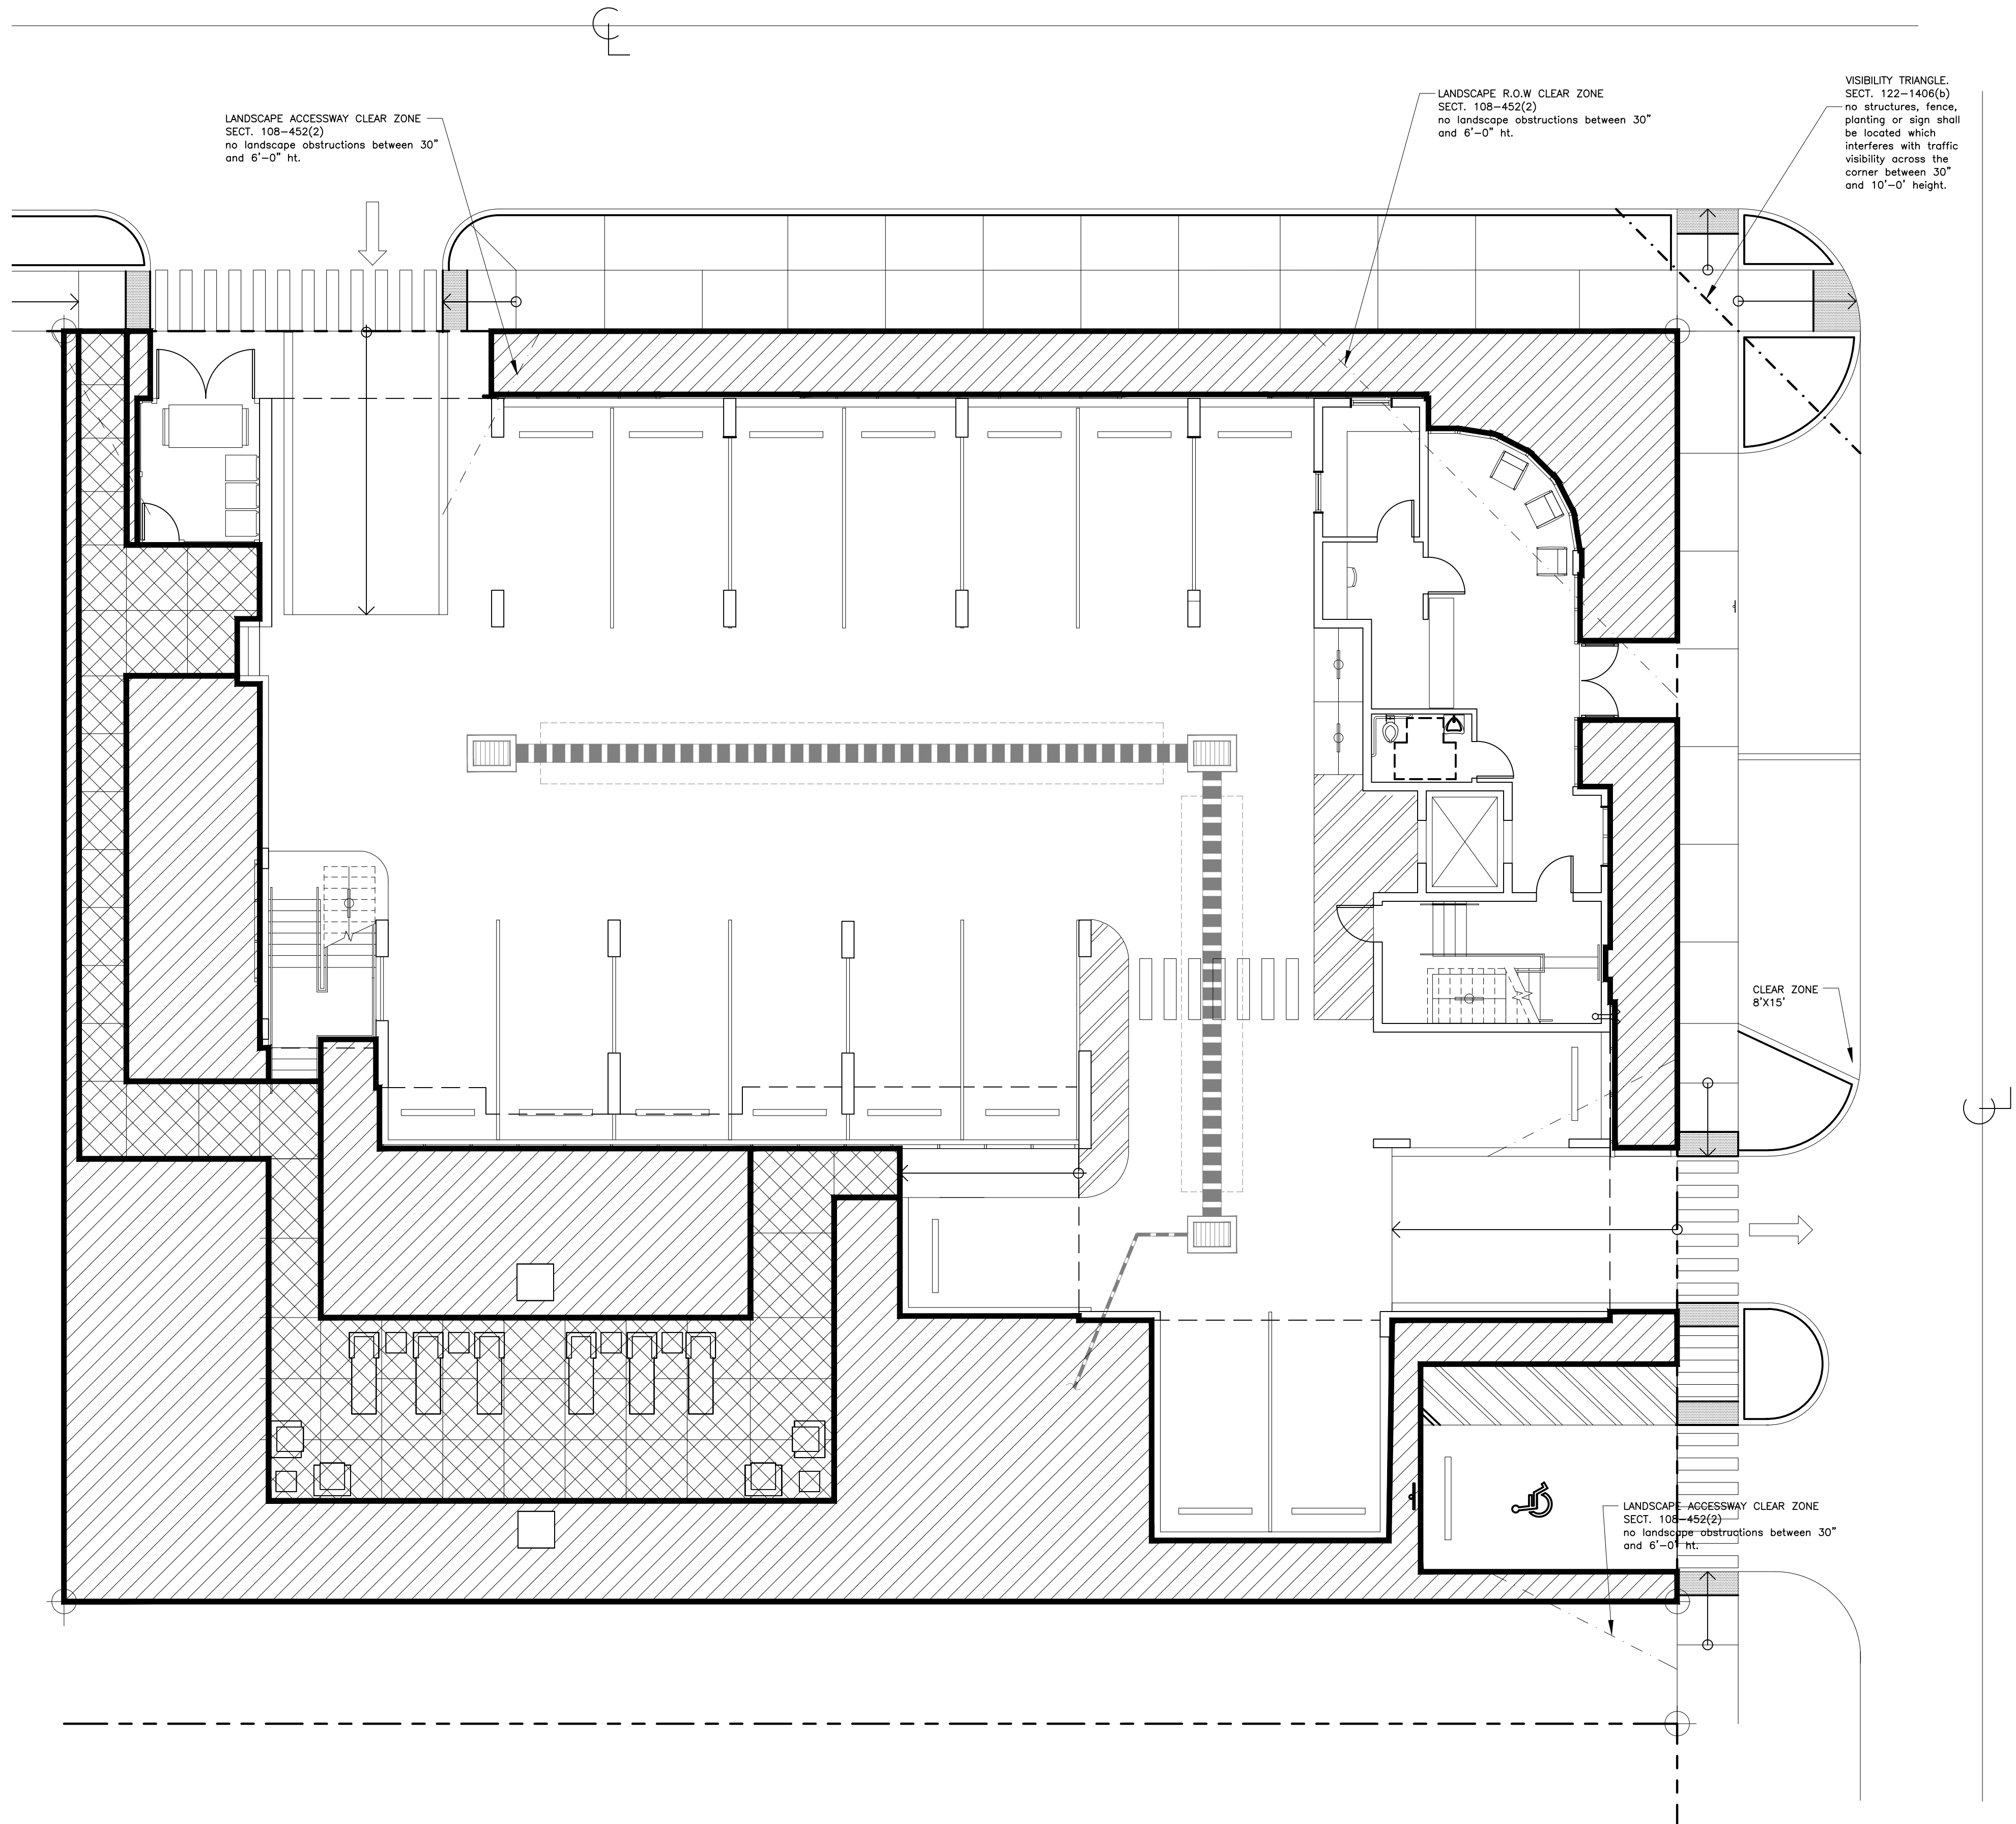 LANDSCAPE ACCESSWAY CLEAR ZONE
SECT. 108-452(2)
no landscape obstructions between 30"
and 6'-0" ht.
LANDSCAPE R.O.W CLEAR ZONE
SECT. 108-452(2)
no landscape obstructions between 30"
and 6'-0" ht.
VISIBILITY TRIANGLE.
SECT. 122-1406(b)
no structures, fence,
planting or sign shall
be located which
interferes with traffic
visibility across the
corner between 30"
and 10'-0' height.
CLEAR ZONE
8'X15'
LANDSCAPE ACCESSWAY CLEAR ZONE
SECT. 108-452(2)
no landscape obstructions between 30"
and 6'-0" ht.